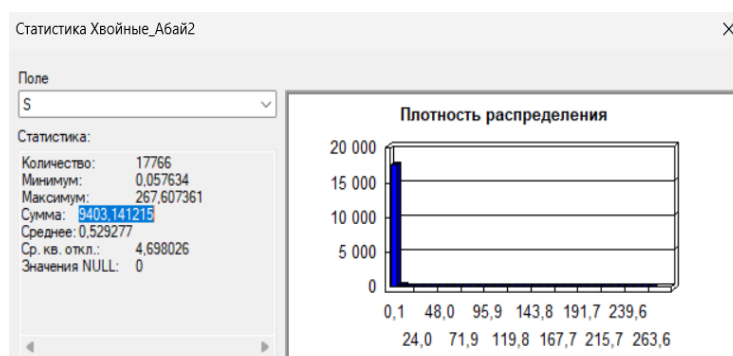 Статистика Хвойные_Абай2
Поле
S
Статистика:
Количество: 17766
Минимум: 0,057634
Максимум: 267,607361
Сумма: 9403,141215
Среднее: 0,529277
Ср. кв. откл.: 4,698026
Значения NULL: 0
Плотность распределения
20 000
15 000
10 000
5 000
0
0,1 48,0 95,9 143,8 191,7 239,6
24,0 71,9 119,8 167,7 215,7 263,6